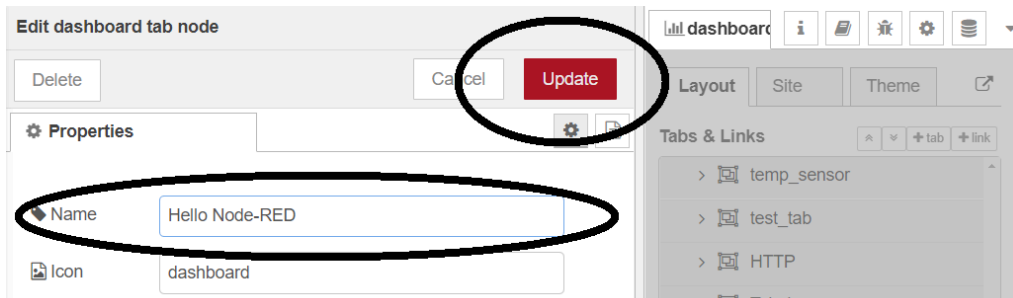 Edit dashboard tab node
Delete
Cancel
Update
Properties
Name
Hello Node-RED
Icon
dashboard
dashboard
i
Layout
Site
Theme
Tabs & Links
tab
link
temp_sensor
test_tab
HTTP